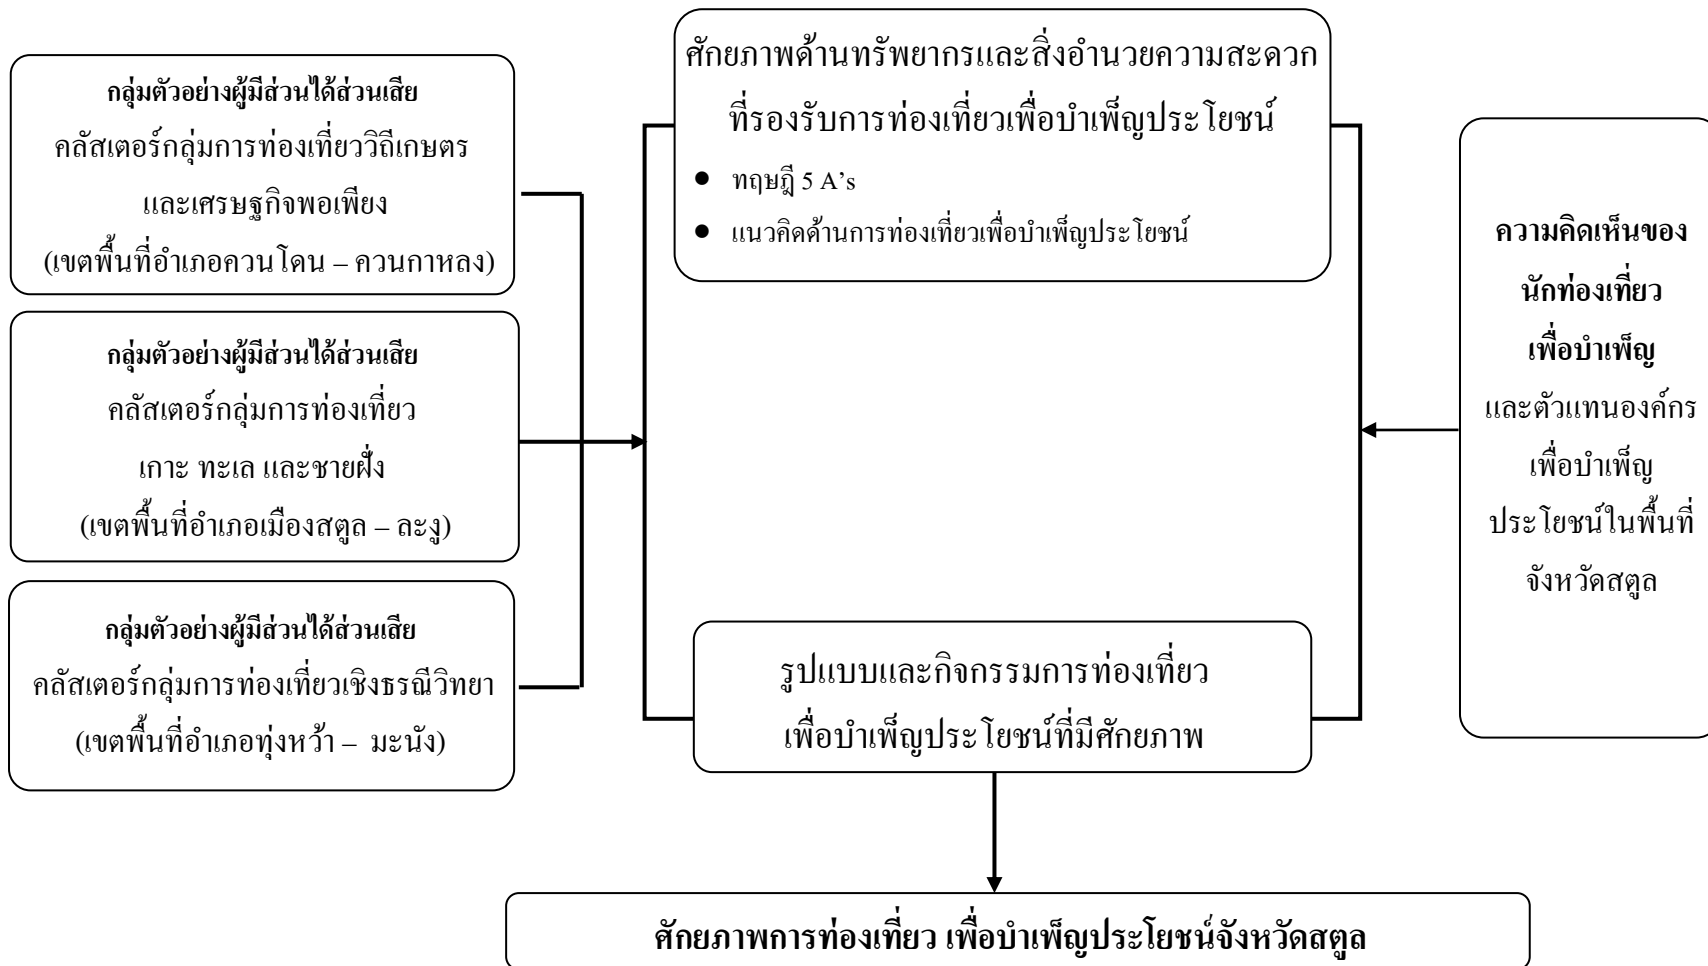 กลุ่มตัวอย่างผู้มีส่วนได้ส่วนเสีย
คลัสเตอร์กลุ่มการท่องเที่ยววิถีเกษตร
และเศรษฐกิจพอเพียง
(เขตพื้นที่อำเภอควนโดน – ควนกาหลง)
กลุ่มตัวอย่างผู้มีส่วนได้ส่วนเสีย
คลัสเตอร์กลุ่มการท่องเที่ยว
เกาะ ทะเล และชายฝั่ง
(เขตพื้นที่อำเภอเมืองสตูล – ละงู)
กลุ่มตัวอย่างผู้มีส่วนได้ส่วนเสีย
คลัสเตอร์กลุ่มการท่องเที่ยวเชิงธรณีวิทยา
(เขตพื้นที่อำเภอทุ่งหว้า – มะนัง)
ศักยภาพด้านทรัพยากรและสิ่งอำนวยความสะดวก
ที่รองรับการท่องเที่ยวเพื่อบำเพ็ญประโยชน์
● ทฤษฎี 5 A’s
● แนวคิดด้านการท่องเที่ยวเพื่อบำเพ็ญประโยชน์
รูปแบบและกิจกรรมการท่องเที่ยว
เพื่อบำเพ็ญประโยชน์ที่มีศักยภาพ
ความคิดเห็นของ
นักท่องเที่ยว
เพื่อบำเพ็ญ
และตัวแทนองค์กร
เพื่อบำเพ็ญ
ประโยชน์ในพื้นที่
จังหวัดสตูล
ศักยภาพการท่องเที่ยว เพื่อบำเพ็ญประโยชน์จังหวัดสตูล